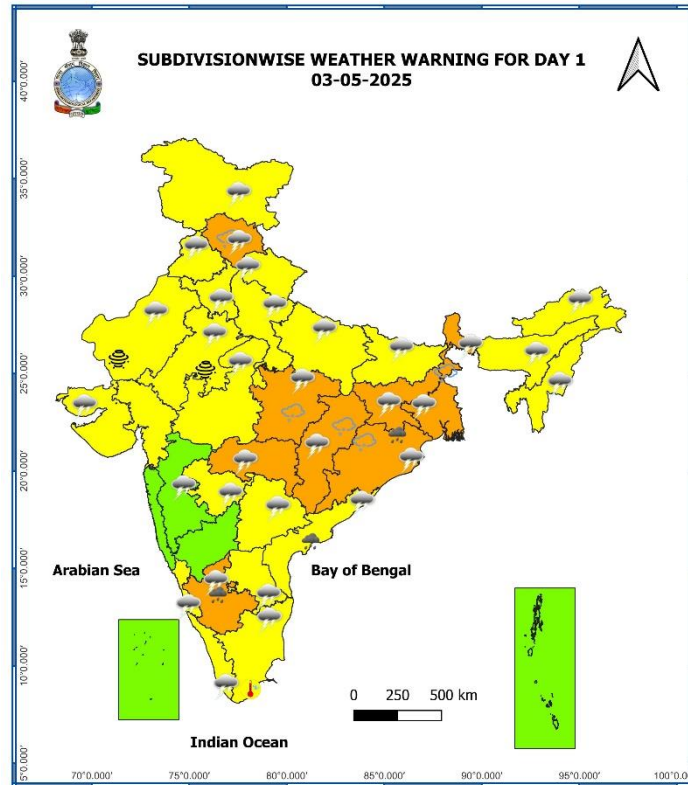 SUBDIVISIONWISE WEATHER WARNING FOR DAY 1
03-05-2025
40°0.000'
35°0.000'
30°0.000'
25°0.000'
20°0.000'
15°0.000'
10°0.000'
5°0.000'
Arabian Sea
Bay of Bengal
0 250 500 km
Indian Ocean
70°0.000' 75°0.000' 80°0.000' 85°0.000' 90°0.000' 95°0.000' 100°0.000'